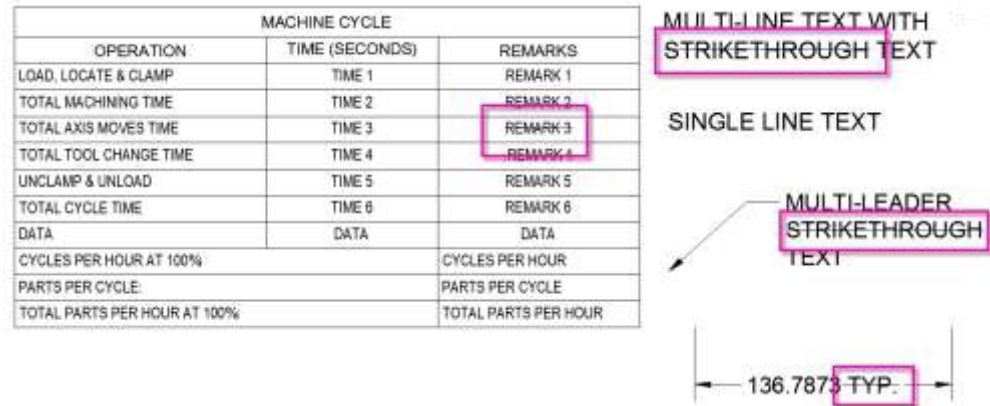 MACHINE CYCLE
OPERATION TIME (SECONDS) REMARKS
LOAD, LOCATE & CLAMP TIME 1 REMARK 1
TOTAL MACHINING TIME TIME 2 REMARK 2
TOTAL AXIS MOVES TIME TIME 3 REMARK 3
TOTAL TOOL CHANGE TIME TIME 4 REMARK 4
UNCLAMP & UNLOAD TIME 5 REMARK 5
TOTAL CYCLE TIME TIME 6 REMARK 6
DATA DATA DATA
CYCLES PER HOUR AT 100% CYCLES PER HOUR
PARTS PER CYCLE: PARTS PER CYCLE
TOTAL PARTS PER HOUR AT 100% TOTAL PARTS PER HOUR
MULTI-LINE TEXT WITH
STRIKETHROUGH TEXT
SINGLE LINE TEXT
MULTI-LEADER
STRIKETHROUGH
TEXT
136.7873 TYP.